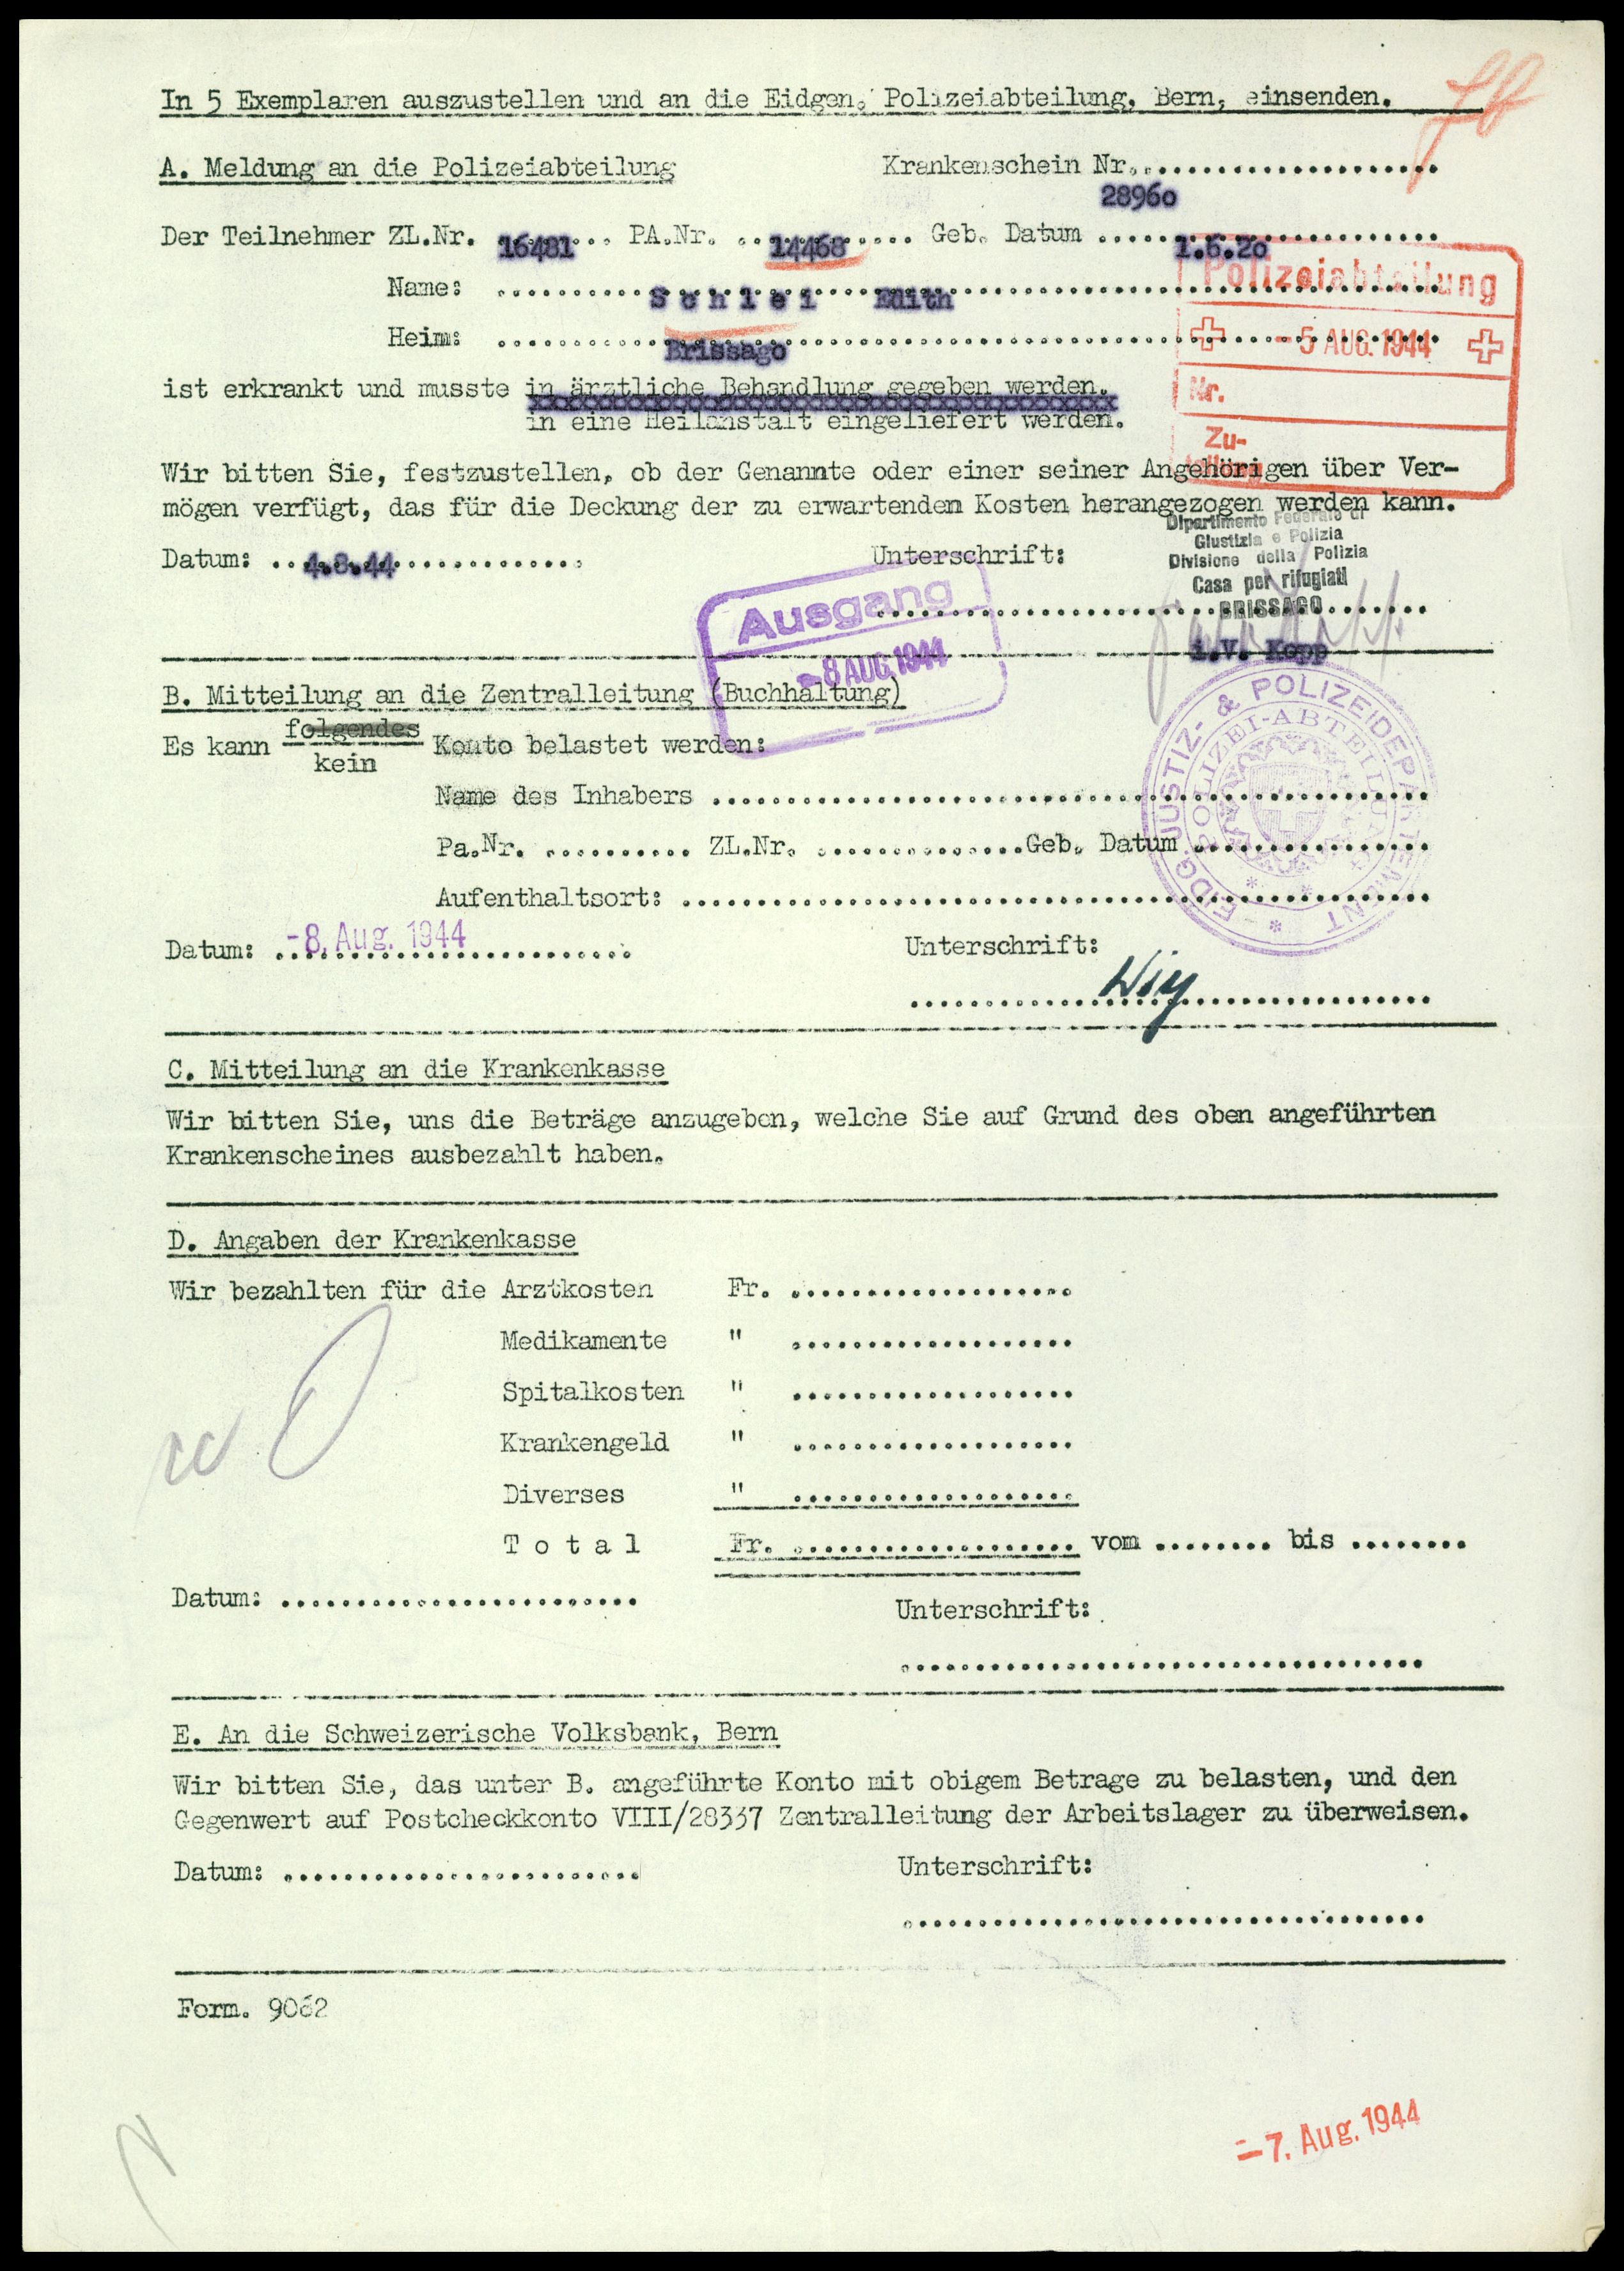 In 5 Exemplaren auszustellen und an die Eidgen. Polizeiabteilung, Bern, einsenden.
A. Meldung an die Polizeiabteilung Krankenschein Nr. ....................
28960
Der Teilnehmer ZL.Nr. 16481... PA.Nr. ..14468..... Geb. Datum .....1.6.20..............
Polizeiabteilung
Name: ............ S c h l e i .... Edith ................................
- 5 AUG. 1944
Heim: ............ Brissago ................................
Nr.
ist erkrankt und musste in ärztliche Behandlung gegeben werden.
xxxxxxxxxxxxxxxxxxxxxxxxxxxxxxxxxxxxxxx
in eine Heilanstalt eingeliefert werden.
Zu-
Wir bitten Sie, festzustellen, ob der Genannte oder einer seiner Angehörigen über Ver-
mögen verfügt, das für die Deckung der zu erwartenden Kosten herangezogen werden kann.
Dipartimento Federale di
Giustizia e Polizia
Divisione della Polizia
Casa per rifugiati
BRISSAGO
Datum: ..4.8.44............. Unterschrift:
....................................
i.V. Kopp
Ausgang
- 8 AUG. 1944
B. Mitteilung an die Zentralleitung (Buchhaltung)
Es kann folgendes Konto belastet werden:
kein
EIDG. JUSTIZ- & POLIZEIDEPARTEMENT
POLIZEI-ABTEILUNG
Name des Inhabers ................................................
Pa.Nr. .......... ZL.Nr. ..............Geb. Datum ................
Aufenthaltsort: ..................................................
Datum: -8. Aug. 1944 Unterschrift:
...................................
C. Mitteilung an die Krankenkasse
Wir bitten Sie, uns die Beträge anzugeben, welche Sie auf Grund des oben angeführten
Krankenscheines ausbezahlt haben.
D. Angaben der Krankenkasse
Wir bezahlten für die Arztkosten Fr. ...................
Medikamente " ...................
Spitalkosten " ...................
Krankengeld " ...................
Diverses " ...................
T o t a l Fr. ................... vom ........ bis ........
Datum: ........................ Unterschrift:
...................................
E. An die Schweizerische Volksbank, Bern
Wir bitten Sie, das unter B. angeführte Konto mit obigem Betrage zu belasten, und den
Gegenwert auf Postcheckkonto VIII/28337 Zentralleitung der Arbeitslager zu überweisen.
Datum: ........................ Unterschrift:
...................................
Form. 9062
- 7. Aug. 1944